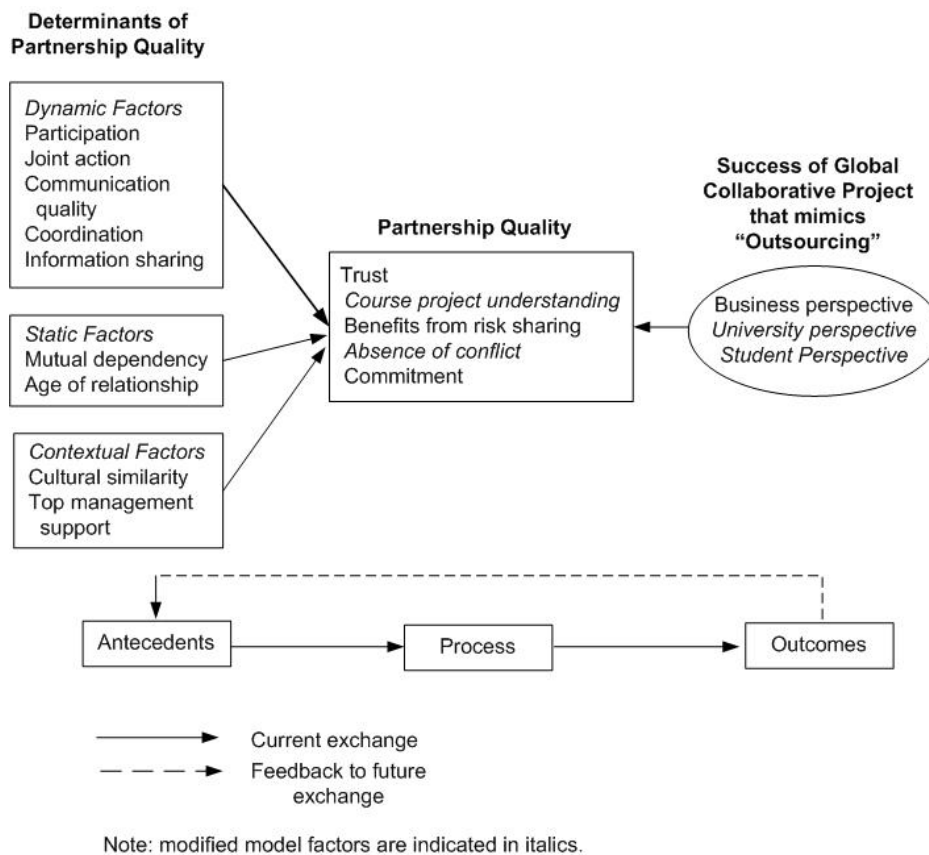 Determinants of
Partnership Quality
Dynamic Factors
Participation
Joint action
Communication
quality
Coordination
Information sharing
Static Factors
Mutual dependency
Age of relationship
Contextual Factors
Cultural similarity
Top management
support
Partnership Quality
Trust
Course project understanding
Benefits from risk sharing
Absence of conflict
Commitment
Success of Global
Collaborative Project
that mimics
“Outsourcing”
Business perspective
University perspective
Student Perspective
Antecedents
Process
Outcomes
Current exchange
Feedback to future
exchange
Note: modified model factors are indicated in italics.